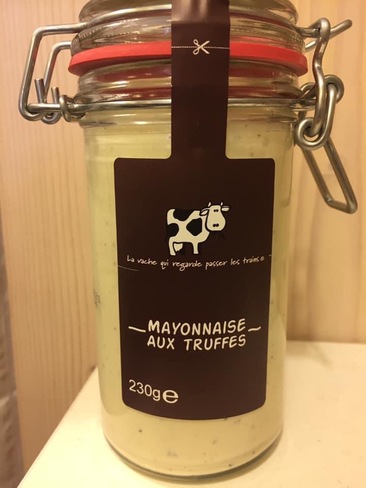 La vache qui regarde passer les trains®
MAYONNAISE
AUX TRUFFES
230g℮